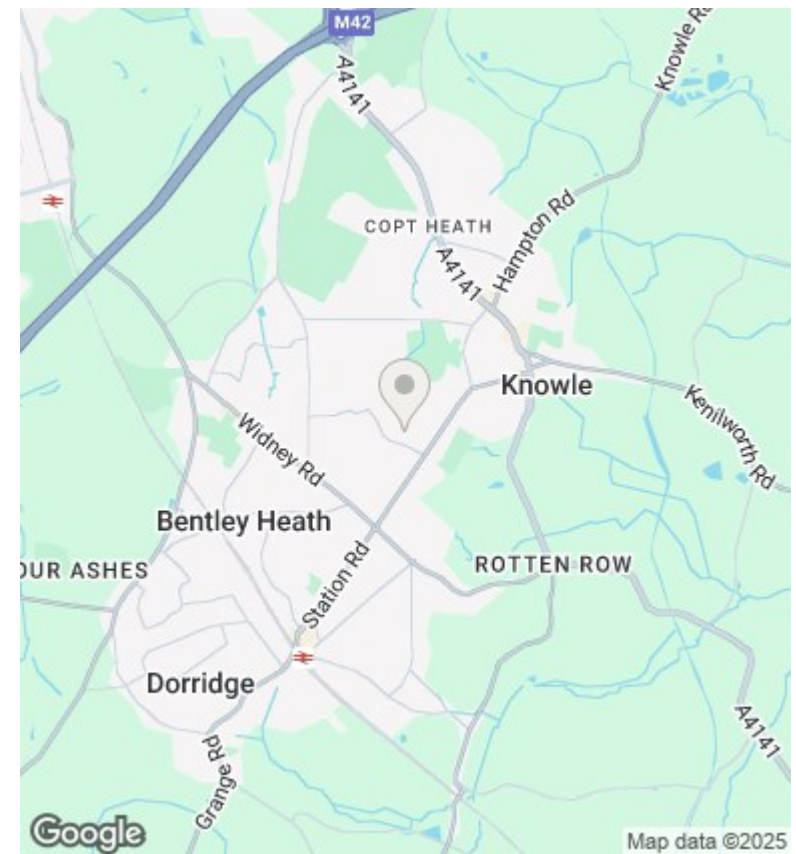 M42
A4141
Knowle Rd
COPT HEATH
Hampton Rd
A4141
Knowle
Kenilworth Rd
Widney Rd
Bentley Heath
OUR ASHES
Station Rd
ROTTEN ROW
Dorridge
A4141
Grange Rd
Google
Map data ©2025